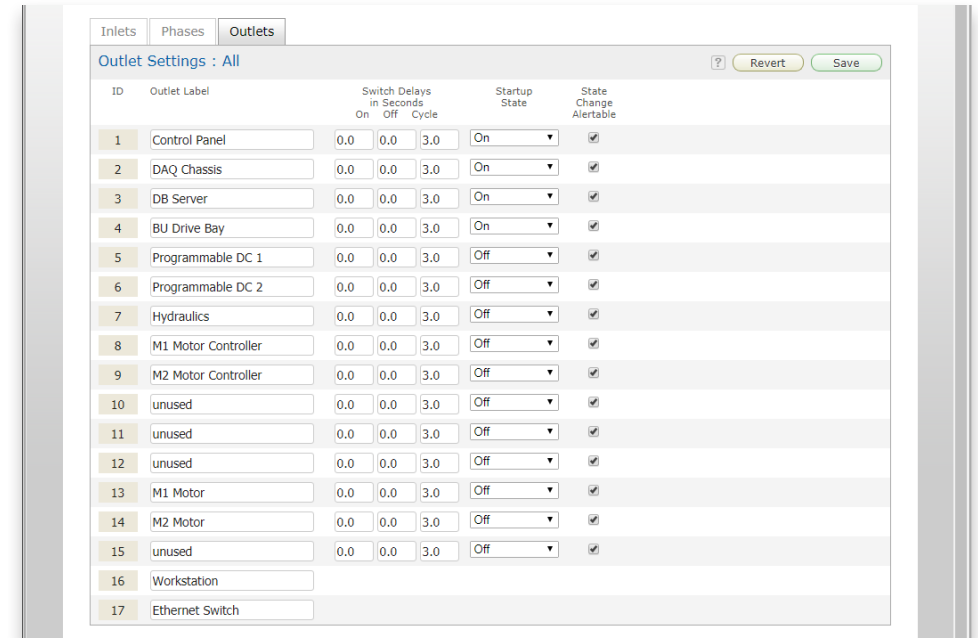 Inlets Phases Outlets
Outlet Settings : All ? Revert Save
ID Outlet Label Switch Delays Startup State
in Seconds State Change
On Off Cycle Alertable
1 Control Panel 0.0 0.0 3.0 On
2 DAQ Chassis 0.0 0.0 3.0 On
3 DB Server 0.0 0.0 3.0 On
4 BU Drive Bay 0.0 0.0 3.0 On
5 Programmable DC 1 0.0 0.0 3.0 Off
6 Programmable DC 2 0.0 0.0 3.0 Off
7 Hydraulics 0.0 0.0 3.0 Off
8 M1 Motor Controller 0.0 0.0 3.0 Off
9 M2 Motor Controller 0.0 0.0 3.0 Off
10 unused 0.0 0.0 3.0 Off
11 unused 0.0 0.0 3.0 Off
12 unused 0.0 0.0 3.0 Off
13 M1 Motor 0.0 0.0 3.0 Off
14 M2 Motor 0.0 0.0 3.0 Off
15 unused 0.0 0.0 3.0 Off
16 Workstation
17 Ethernet Switch